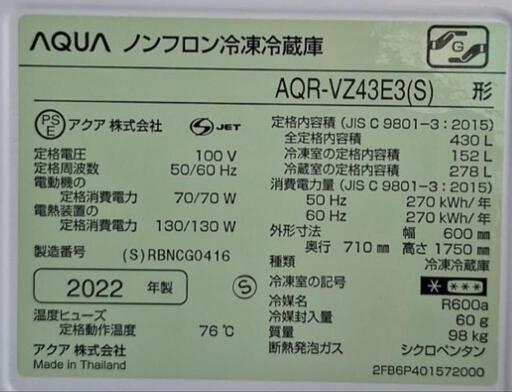 AQUA ノンフロン冷凍冷蔵庫
G
AQR-VZ43E3(S) 形
PS E アクア 株式会社 S JET
定格電圧 100 V
定格周波数 50/60 Hz
電動機の
定格消費電力 70/70 W
電熱装置の
定格消費電力 130/130 W
製造番号 (S)RBNCG0416
2022 年製 S
温度ヒューズ
定格動作温度 76℃
アクア 株式会社
Made in Thailand
定格内容積 (JIS C 9801-3：2015)
全定格内容積 430 L
冷凍室の定格内容積 152 L
冷蔵室の定格内容積 278 L
消費電力量 (JIS C 9801-3：2015)
50 Hz 270 kWh/年
60 Hz 270 kWh/年
外形寸法 幅 600 mm
奥行 710 mm 高さ 1750 mm
種類 冷凍冷蔵庫
冷凍室の記号 * ***
冷媒名 R600a
冷媒封入量 60 g
質量 98 kg
断熱発泡ガス シクロペンタン
2FB6P401572000